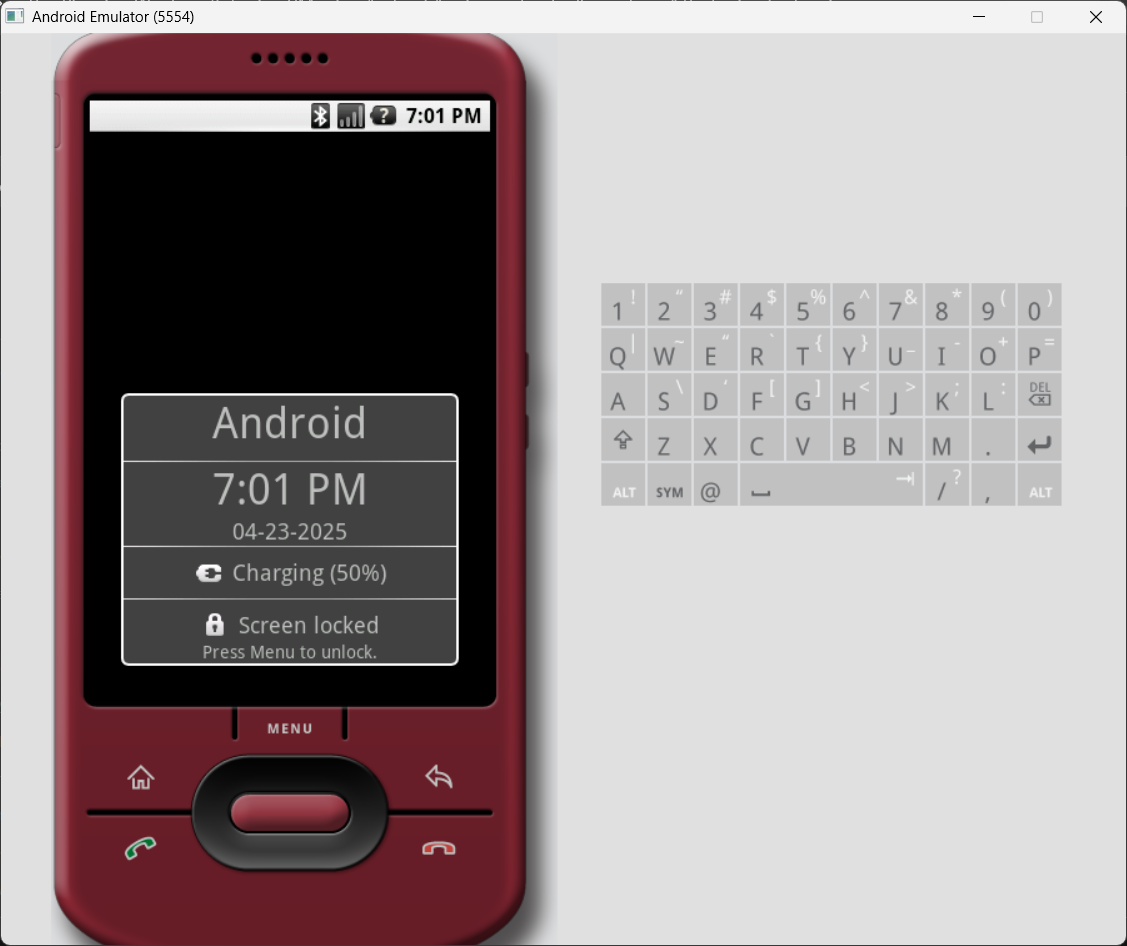 Android Emulator (5554)
? 7:01 PM
Android
7:01 PM
04-23-2025
Charging (50%)
Screen locked
Press Menu to unlock.
MENU
1 ! 2 “ 3 # 4 $ 5 % 6 ^ 7 & 8 * 9 ( 0 )
Q | W ~ E “ R ` T { Y } U _ I - O + P =
A S \ D ‘ F [ G ] H < J > K ; L : DEL
Z X C V B N M .
ALT SYM @ / ? , ALT